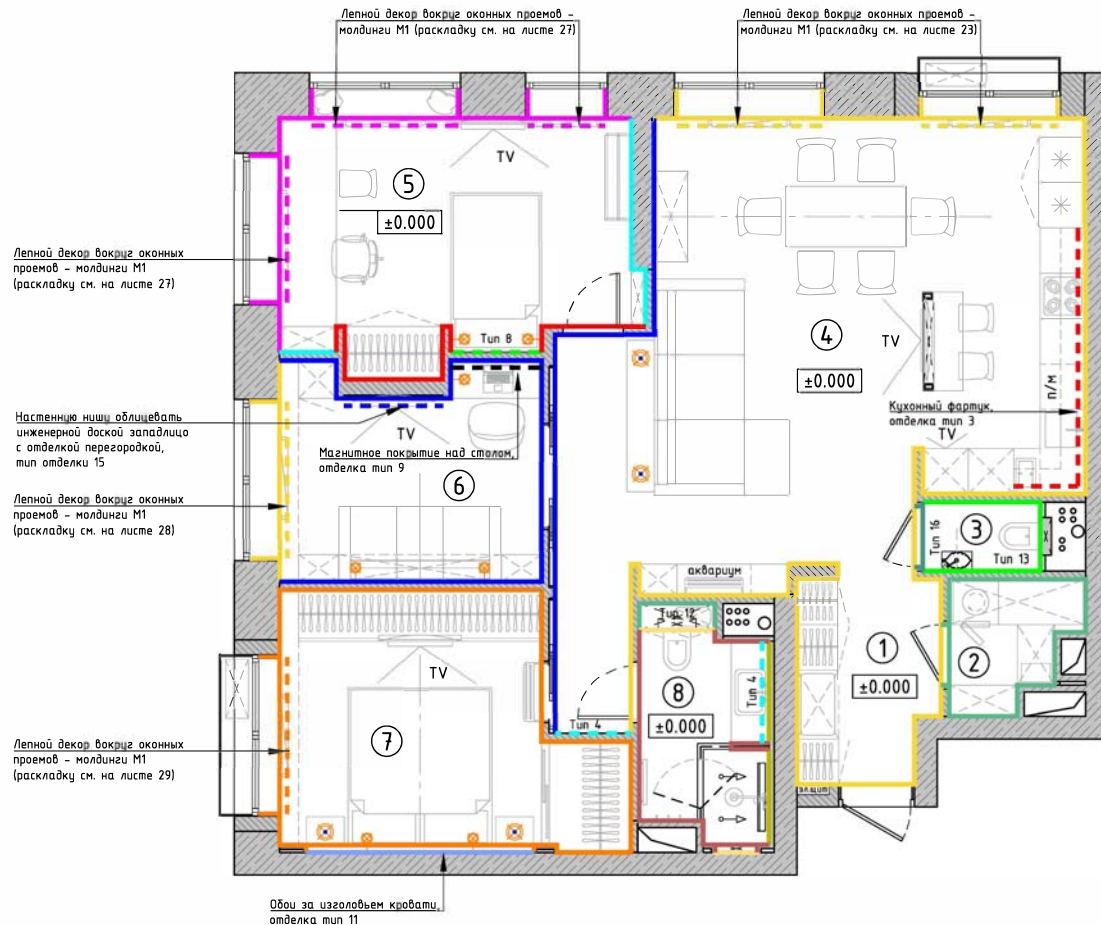 Лепной декор вокруг оконных проемов –
молдинги М1 (раскладку см. на листе 27)
Лепной декор вокруг оконных проемов –
молдинги М1 (раскладку см. на листе 23)
TV
5
±0.000
Лепной декор вокруг оконных
проемов – молдинги М1
(раскладку см. на листе 27)
Тип 8
4
TV
±0.000
п/м
Настенную нишу облицевать
инженерной доской западлицо
с отделкой перегородкой,
тип отделки 15
TV
Магнитное покрытие над столом,
отделка тип 9
Кухонный фартук,
отделка тип 3
TV
6
Лепной декор вокруг оконных
проемов – молдинги М1
(раскладку см. на листе 28)
Тип 16
3
Тип 13
аквариум
Тип 12
1
±0.000
2
TV
8
±0.000
Тип 4
Тип 4
7
Лепной декор вокруг оконных
проемов – молдинги М1
(раскладку см. на листе 29)
эл.щит
Обои за изголовьем кровати,
отделка тип 11